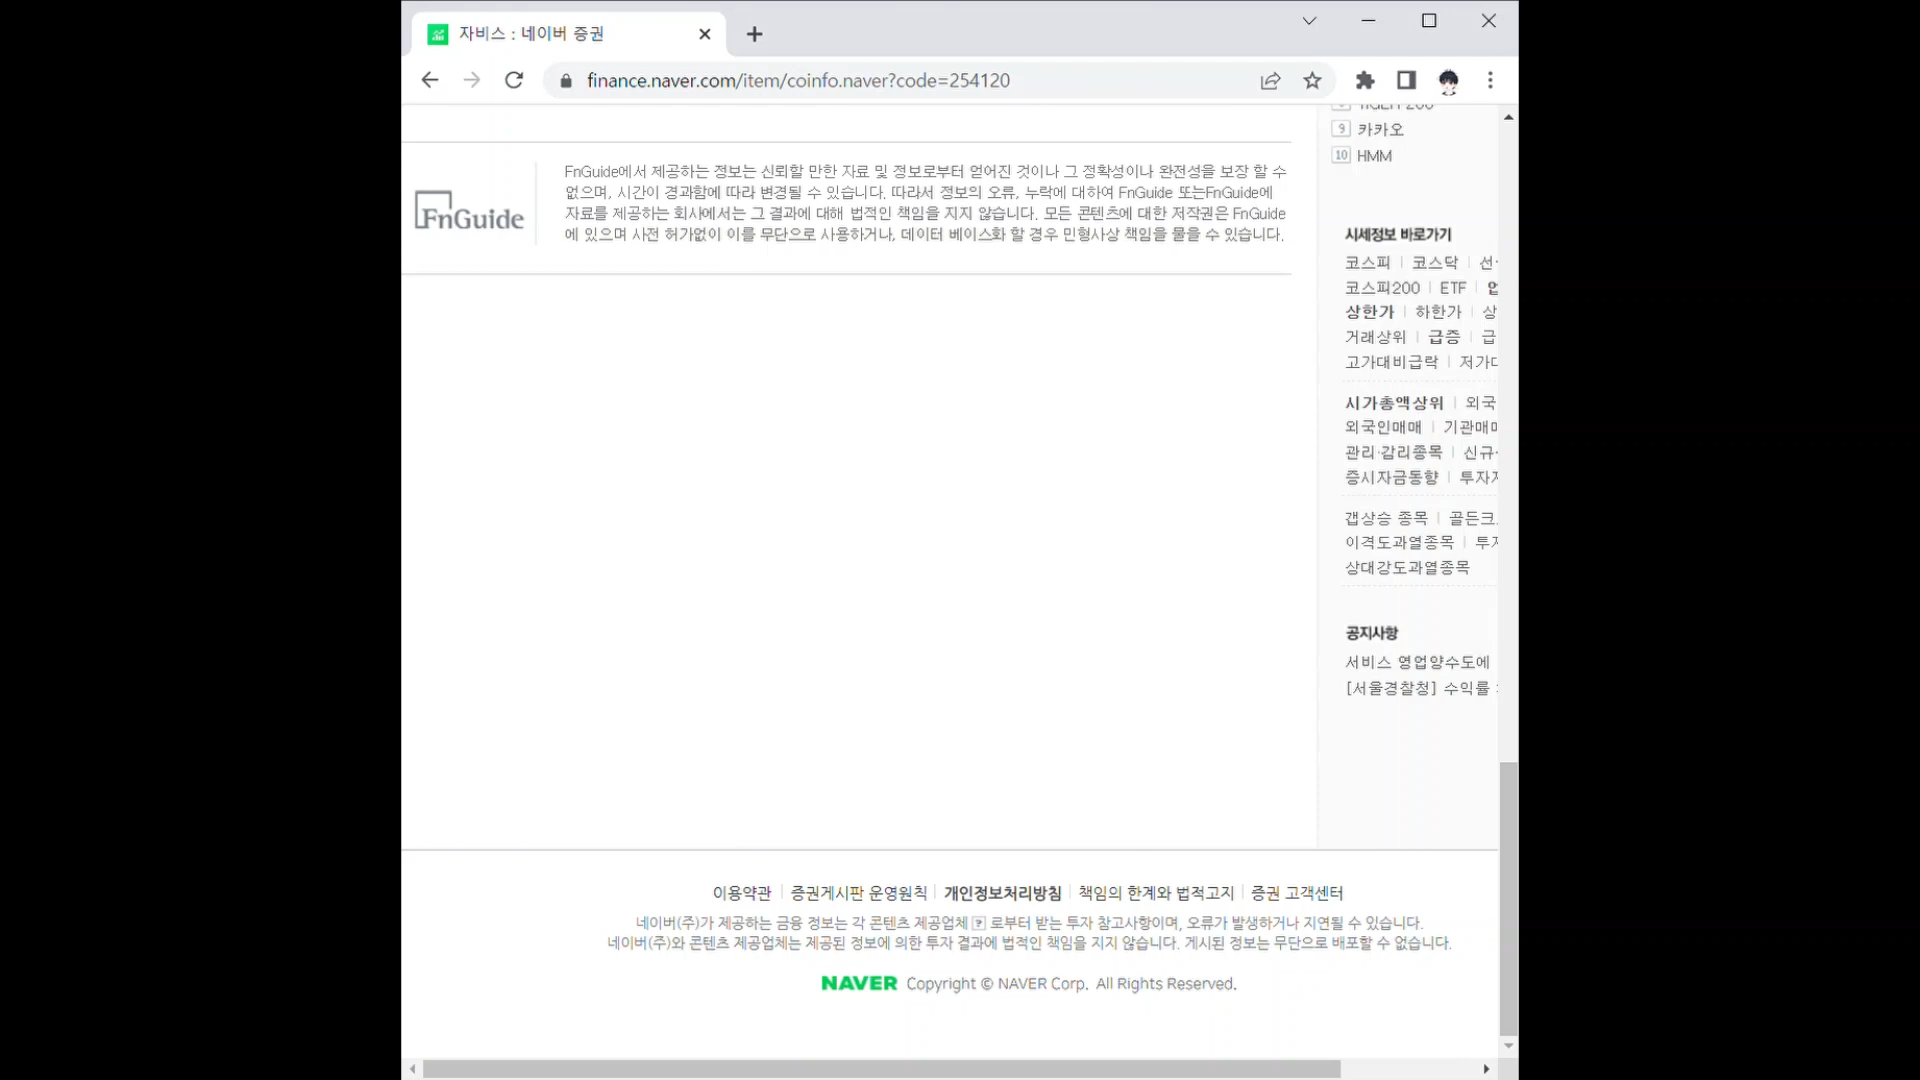 자비스 : 네이버 증권
finance.naver.com/item/coinfo.naver?code=254120
9 카카오
10 HMM
FnGuide
FnGuide에서 제공하는 정보는 신뢰할 만한 자료 및 정보로부터 얻어진 것이나 그 정확성이나 완전성을 보장 할 수
없으며, 시간이 경과함에 따라 변경될 수 있습니다. 따라서 정보의 오류, 누락에 대하여 FnGuide 또는FnGuide에
자료를 제공하는 회사에서는 그 결과에 대해 법적인 책임을 지지 않습니다. 모든 콘텐츠에 대한 저작권은 FnGuide
에 있으며 사전 허가없이 이를 무단으로 사용하거나, 데이터 베이스화 할 경우 민형사상 책임을 물을 수 있습니다.
시세정보 바로가기
코스피 | 코스닥 | 선
코스피200 | ETF |
상한가 | 하한가 | 상
거래상위 | 급증 | 급
고가대비급락 | 저가
시가총액상위 | 외국
외국인매매 | 기관매
관리·감리종목 | 신규
증시자금동향 | 투자
갭상승 종목 | 골든크
이격도과열종목 | 투
상대강도과열종목
공지사항
서비스 영업양수도에
[서울경찰청] 수익률
이용약관 | 증권게시판 운영원칙 | 개인정보처리방침 | 책임의 한계와 법적고지 | 증권 고객센터
네이버(주)가 제공하는 금융 정보는 각 콘텐츠 제공업체 ? 로부터 받는 투자 참고사항이며, 오류가 발생하거나 지연될 수 있습니다.
네이버(주)와 콘텐츠 제공업체는 제공된 정보에 의한 투자 결과에 법적인 책임을 지지 않습니다. 게시된 정보는 무단으로 배포할 수 없습니다.
NAVER Copyright © NAVER Corp. All Rights Reserved.